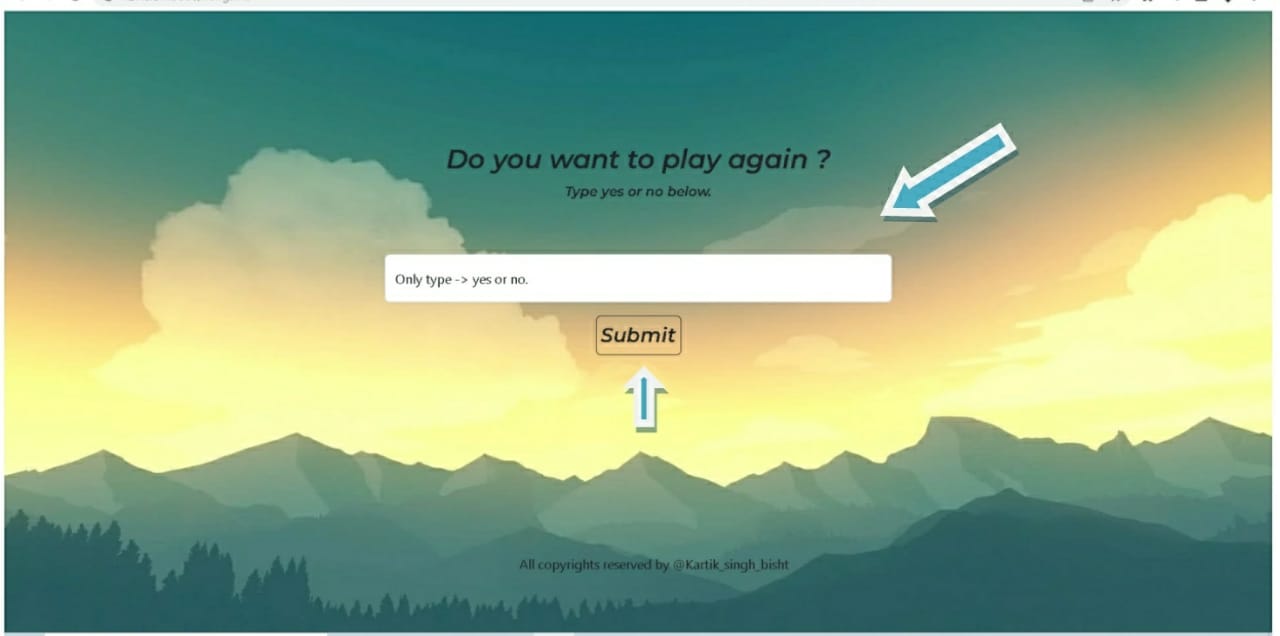 Do you want to play again ?
Type yes or no below.
Only type -> yes or no.
Submit
All copyrights reserved by @Kartik_singh_bisht